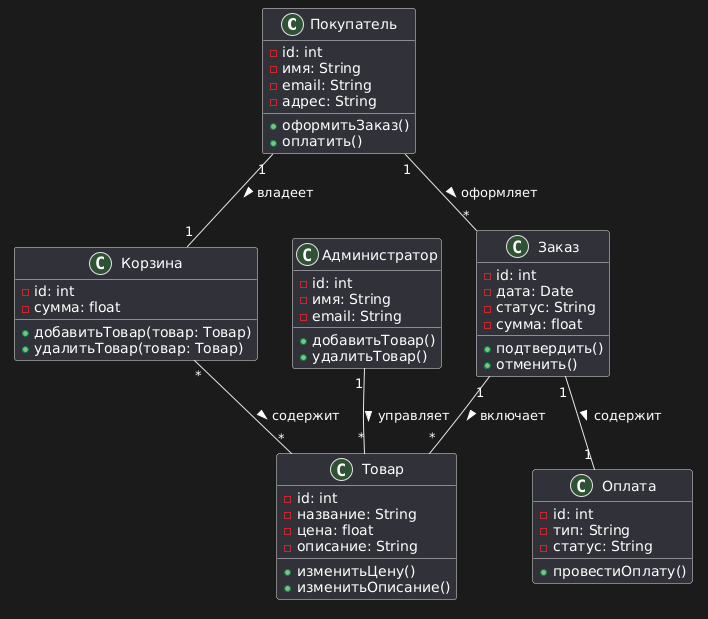 C Покупатель
id: int
имя: String
email: String
адрес: String
оформитьЗаказ()
оплатить()
1
1
владеет
оформляет
1
*
C Корзина
id: int
сумма: float
добавитьТовар(товар: Товар)
удалитьТовар(товар: Товар)
C Администратор
id: int
имя: String
email: String
добавитьТовар()
удалитьТовар()
C Заказ
id: int
дата: Date
статус: String
сумма: float
подтвердить()
отменить()
*
1
1
1
содержит
управляет
включает
содержит
*
*
*
1
C Товар
id: int
название: String
цена: float
описание: String
изменитьЦену()
изменитьОписание()
C Оплата
id: int
тип: String
статус: String
провестиОплату()